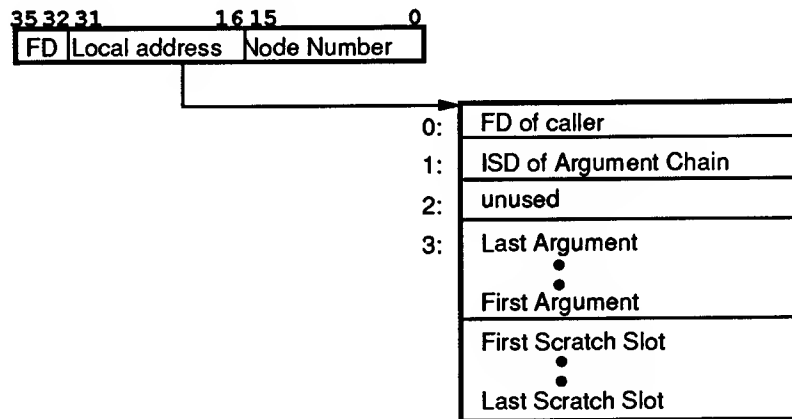 35 32 31 16 15 0
FD Local address Node Number
0: FD of caller
1: ISD of Argument Chain
2: unused
3: Last Argument
First Argument
First Scratch Slot
Last Scratch Slot